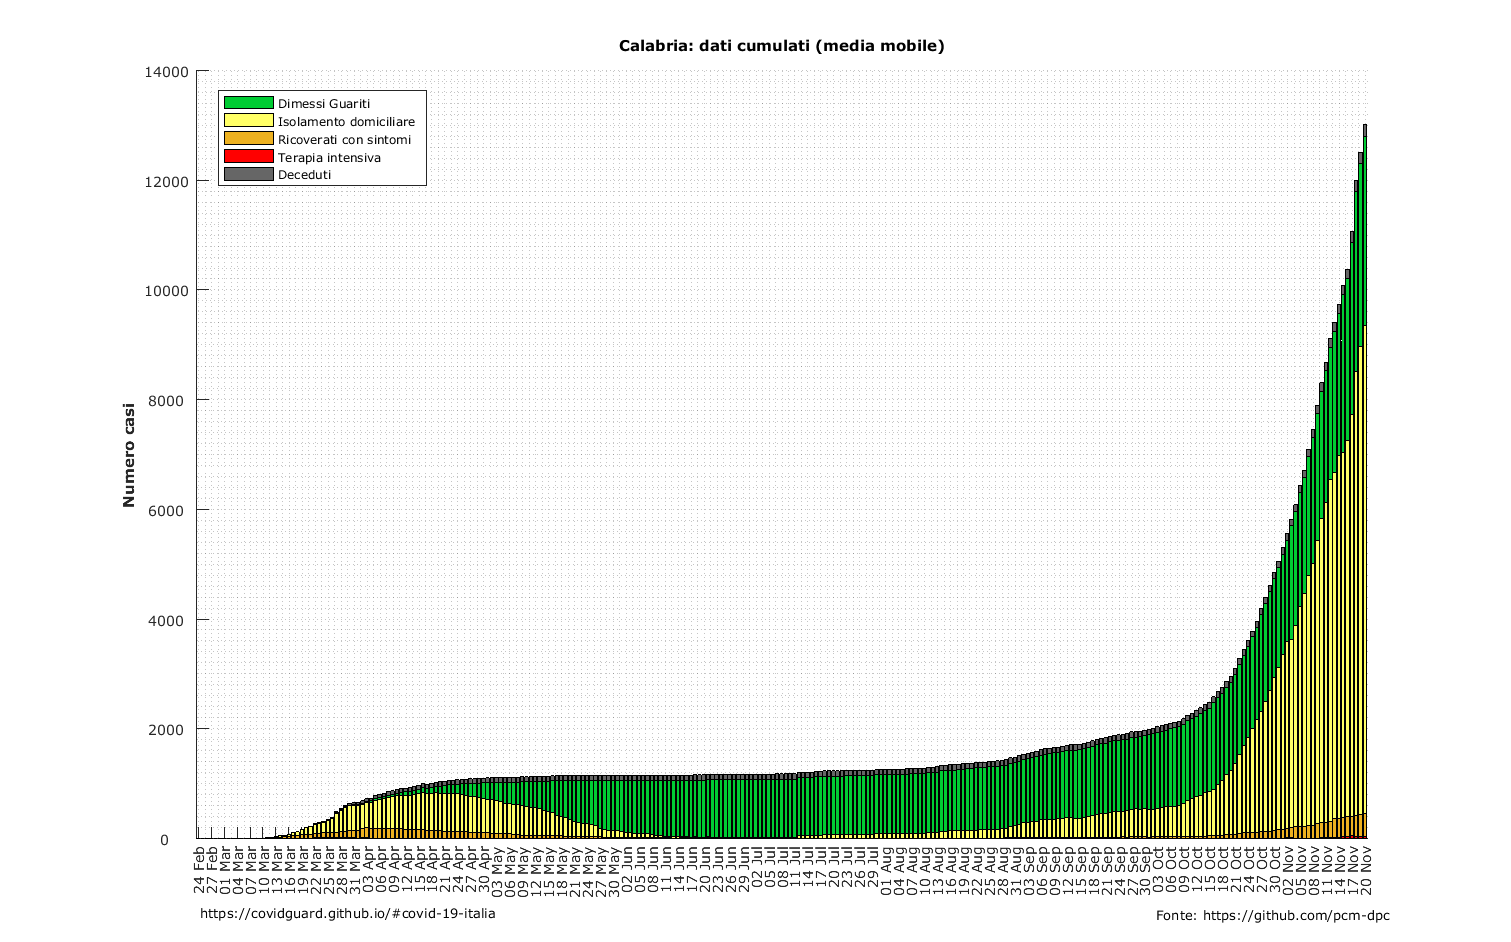 Calabria: dati cumulati (media mobile)
14000
12000
10000
8000
6000
4000
2000
0
Numero casi
Dimessi Guariti
Isolamento domiciliare
Ricoverati con sintomi
Terapia intensiva
Deceduti
24 Feb
27 Feb
01 Mar
04 Mar
07 Mar
10 Mar
13 Mar
16 Mar
19 Mar
22 Mar
25 Mar
28 Mar
31 Mar
03 Apr
06 Apr
09 Apr
12 Apr
15 Apr
18 Apr
21 Apr
24 Apr
27 Apr
30 Apr
03 May
06 May
09 May
12 May
15 May
18 May
21 May
24 May
27 May
30 May
02 Jun
05 Jun
08 Jun
11 Jun
14 Jun
17 Jun
20 Jun
23 Jun
26 Jun
29 Jun
02 Jul
05 Jul
08 Jul
11 Jul
14 Jul
17 Jul
20 Jul
23 Jul
26 Jul
29 Jul
01 Aug
04 Aug
07 Aug
10 Aug
13 Aug
16 Aug
19 Aug
22 Aug
25 Aug
28 Aug
31 Aug
03 Sep
06 Sep
09 Sep
12 Sep
15 Sep
18 Sep
21 Sep
24 Sep
27 Sep
30 Sep
03 Oct
06 Oct
09 Oct
12 Oct
15 Oct
18 Oct
21 Oct
24 Oct
27 Oct
30 Oct
02 Nov
05 Nov
08 Nov
11 Nov
14 Nov
17 Nov
20 Nov
https://covidguard.github.io/#covid-19-italia
Fonte: https://github.com/pcm-dpc